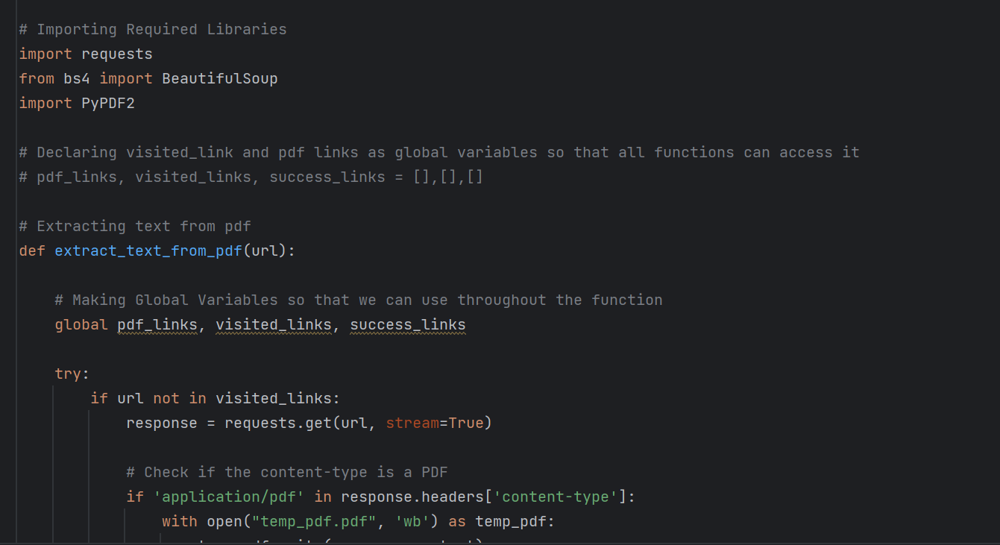 # Importing Required Libraries
import requests
from bs4 import BeautifulSoup
import PyPDF2
# Declaring visited_link and pdf links as global variables so that all functions can access it
# pdf_links, visited_links, success_links = [],[],[]
# Extracting text from pdf
def extract_text_from_pdf(url):
# Making Global Variables so that we can use throughout the function
global pdf_links, visited_links, success_links
try:
if url not in visited_links:
response = requests.get(url, stream=True)
# Check if the content-type is a PDF
if 'application/pdf' in response.headers['content-type']:
with open("temp_pdf.pdf", 'wb') as temp_pdf: